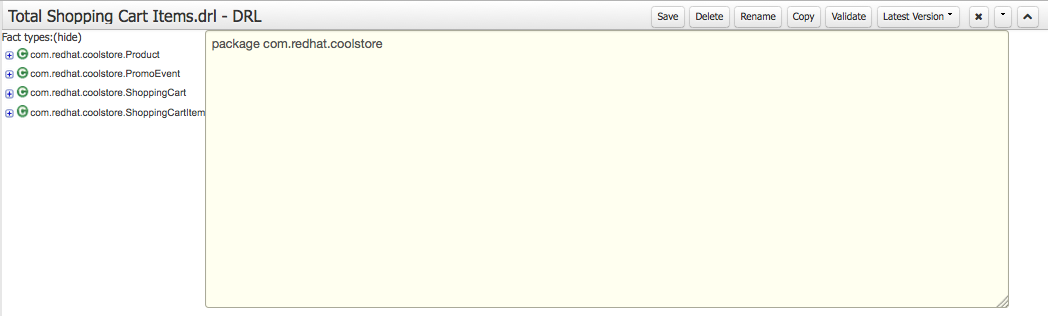 Total Shopping Cart Items.drl - DRL
Save Delete Rename Copy Validate Latest Version
Fact types:(hide)
com.redhat.coolstore.Product
com.redhat.coolstore.PromoEvent
com.redhat.coolstore.ShoppingCart
com.redhat.coolstore.ShoppingCartItem
package com.redhat.coolstore